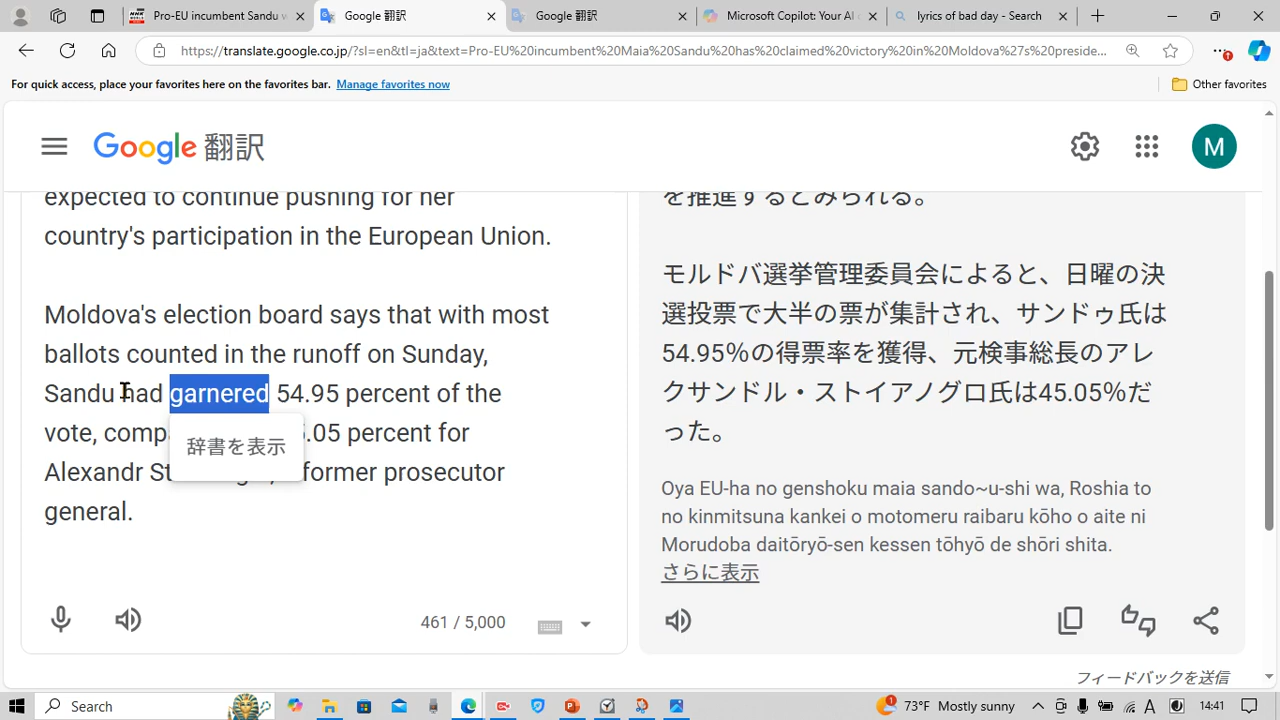 Pro-EU incumbent Sandu w
Google 翻訳
Google 翻訳
Microsoft Copilot: Your AI c
lyrics of bad day - Search
https://translate.google.co.jp/?sl=en&tl=ja&text=Pro-EU%20incumbent%20Maia%20Sandu%20has%20claimed%20victory%20in%20Moldova%27s%20preside...
For quick access, place your favorites here on the favorites bar. Manage favorites now
Other favorites
Google 翻訳
M
expected to continue pushing for her
country's participation in the European Union.
Moldova's election board says that with most
ballots counted in the runoff on Sunday,
Sandu had garnered 54.95 percent of the
vote, comp .05 percent for
Alexandr St former prosecutor
general.
辞書を表示
461 / 5,000
を推進するとみられる。
モルドバ選挙管理委員会によると、日曜の決
選投票で大半の票が集計され、サンドゥ氏は
54.95%の得票率を獲得、元検事総長のアレ
クサンドル・ストイアノグロ氏は45.05%だ
った。
Oya EU-ha no genshoku maia sando~u-shi wa, Roshia to
no kinmitsuna kankei o motomeru raibaru kōho o aite ni
Morudoba daitōryō-sen kessen tōhyō de shōri shita.
さらに表示
フィードバックを送信
Search
73°F Mostly sunny
A
14:41